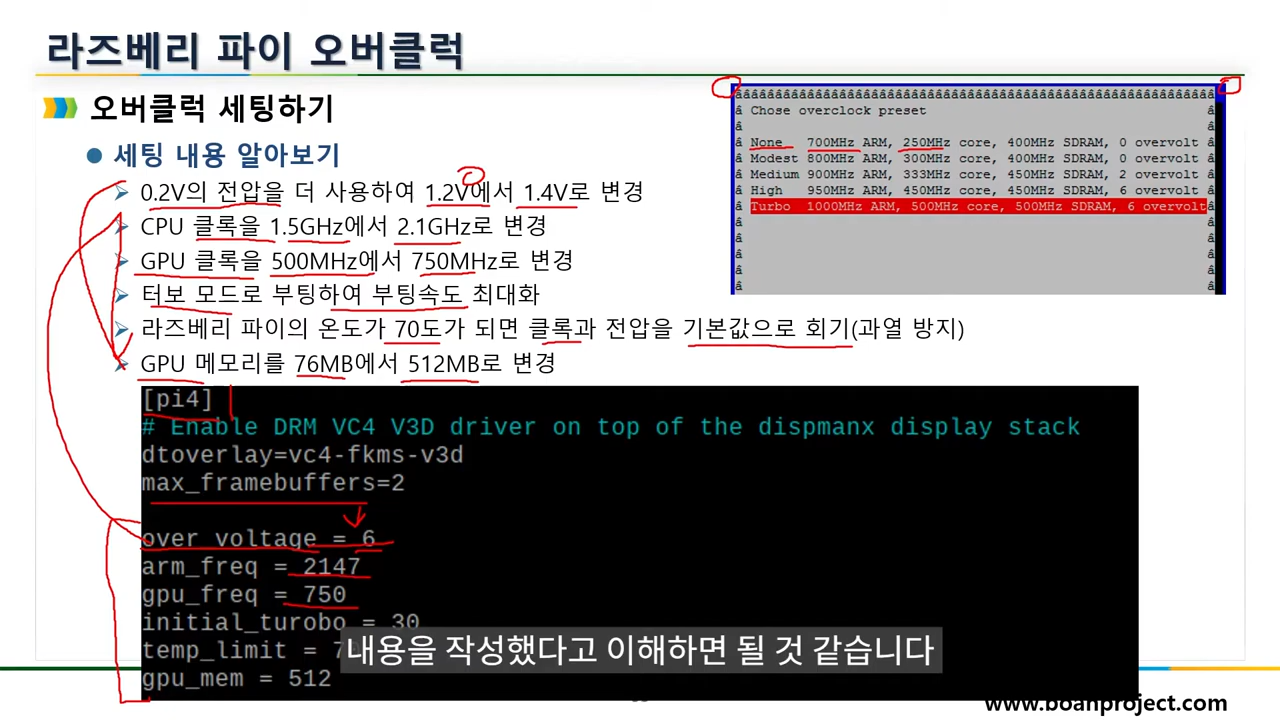 라즈베리 파이 오버클럭
오버클럭 세팅하기
세팅 내용 알아보기
0.2V의 전압을 더 사용하여 1.2V에서 1.4V로 변경
CPU 클록을 1.5GHz에서 2.1GHz로 변경
GPU 클록을 500MHz에서 750MHz로 변경
터보 모드로 부팅하여 부팅속도 최대화
라즈베리 파이의 온도가 70도가 되면 클록과 전압을 기본값으로 회기(과열 방지)
GPU 메모리를 76MB에서 512MB로 변경
Chose overclock preset
None 700MHz ARM, 250MHz core, 400MHz SDRAM, 0 overvolt
Modest 800MHz ARM, 300MHz core, 400MHz SDRAM, 0 overvolt
Medium 900MHz ARM, 333MHz core, 450MHz SDRAM, 2 overvolt
High 950MHz ARM, 450MHz core, 450MHz SDRAM, 6 overvolt
Turbo 1000MHz ARM, 500MHz core, 500MHz SDRAM, 6 overvolt
[pi4]
# Enable DRM VC4 V3D driver on top of the dispmanx display stack
dtoverlay=vc4-fkms-v3d
max_framebuffers=2
over_voltage = 6
arm_freq = 2147
gpu_freq = 750
initial_turobo = 30
temp_limit = 7
gpu_mem = 512
내용을 작성했다고 이해하면 될 것 같습니다
www.boanproject.com